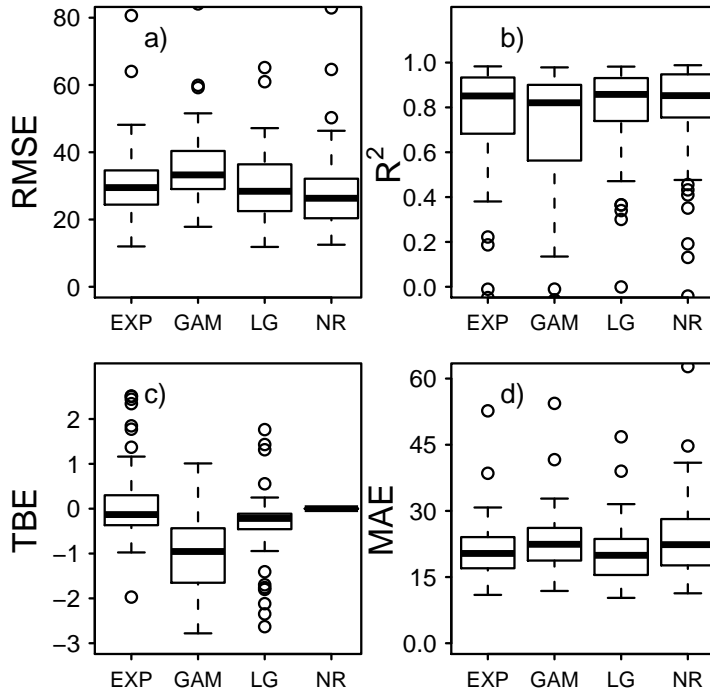 a)
RMSE
80
60
40
20
0
EXP GAM LG NR
b)
R²
1.0
0.8
0.6
0.4
0.2
0.0
EXP GAM LG NR
c)
TBE
2
1
0
−1
−2
−3
EXP GAM LG NR
d)
MAE
60
45
30
15
0.0
EXP GAM LG NR